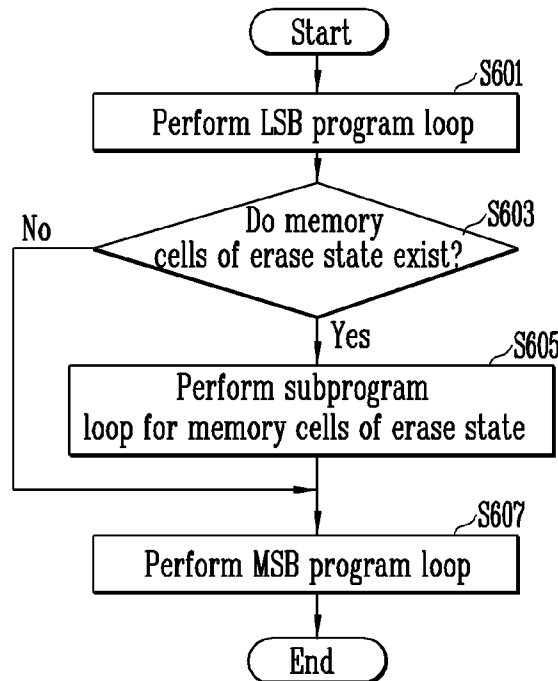 Start
S601
Perform LSB program loop
No
Do memory
cells of erase state exist?
S603
Yes
S605
Perform subprogram
loop for memory cells of erase state
S607
Perform MSB program loop
End